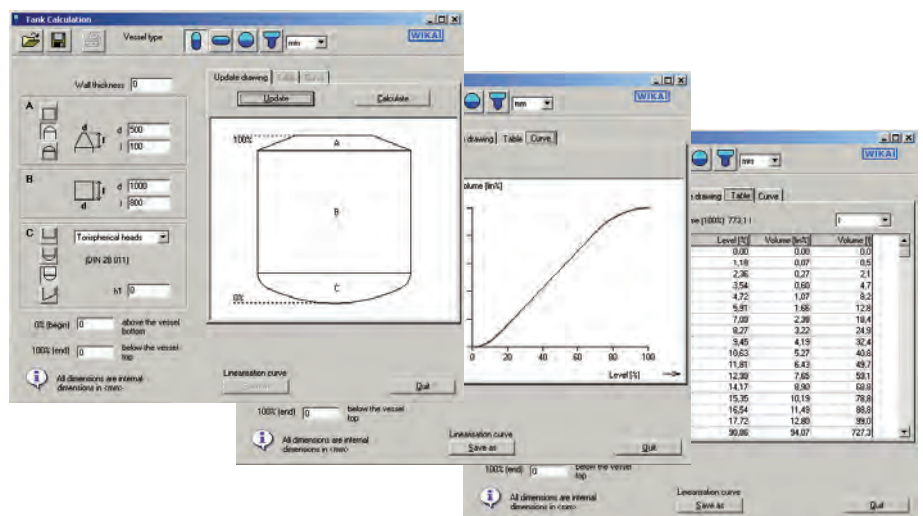 Tank Calculation
Vessel type
mm
WIKAI
Wall thickness 0
Update drawing Table Curve
Update
Calculate
A
d
f
d 500
l 100
100%
A
B
f
d
d 1000
l 800
B
C
Torispherical heads
(DIN 28 011)
h1 0
C
0%
0% (begin) 0 above the vessel bottom
100% (end) 0 below the vessel top
All dimensions are internal
dimensions in <mm>
Linearisation curve
Quit
mm
WIKAI
drawing Table Curve
Volume [lin%]
0 20 40 60 80 100
Level [%]
100% (end) 0 below the vessel
top
All dimensions are internal
dimensions in <mm>
Linearisation curve
Save as
Quit
mm
WIKAI
drawing Table Curve
(100%) 773,1 l
l
Level [%] Volume [lin%] Volume [l]
0,00 0,00 0,0
1,18 0,07 0,5
2,36 0,27 2,1
3,54 0,60 4,7
4,72 1,07 8,2
5,91 1,66 12,8
7,09 2,38 18,4
8,27 3,22 24,9
9,45 4,19 32,4
10,63 5,27 40,8
11,81 6,43 49,7
12,99 7,65 59,1
14,17 8,90 68,8
15,35 10,19 78,8
16,54 11,49 88,8
17,72 12,80 99,0
90,06 94,07 727,3
100% (end) 0 below the vessel
top
All dimensions are internal
dimensions in <mm>
Linearisation curve
Save as
Quit